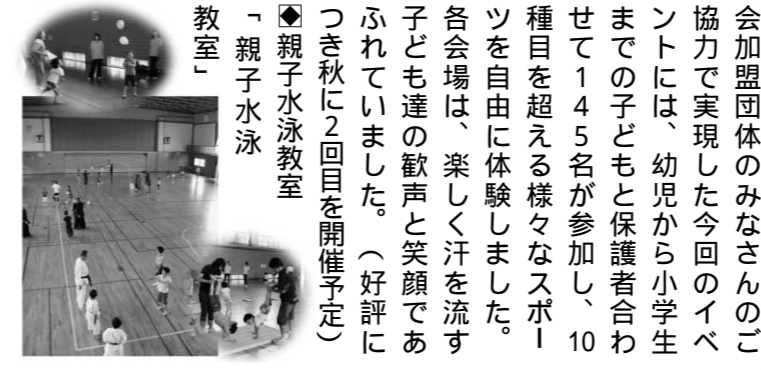 会加盟団体のみなさんのご
協力で実現した今回のイベ
ントには、幼児から小学生
までの子どもと保護者合わ
せて145名が参加し、10
種目を超える様々なスポー
ツを自由に体験しました。
各会場は、楽しく汗を流す
子ども達の歓声と笑顔であ
ふれていました。（好評に
つき秋に2回目を開催予定）
◆親子水泳教室
「親子水泳
教室」